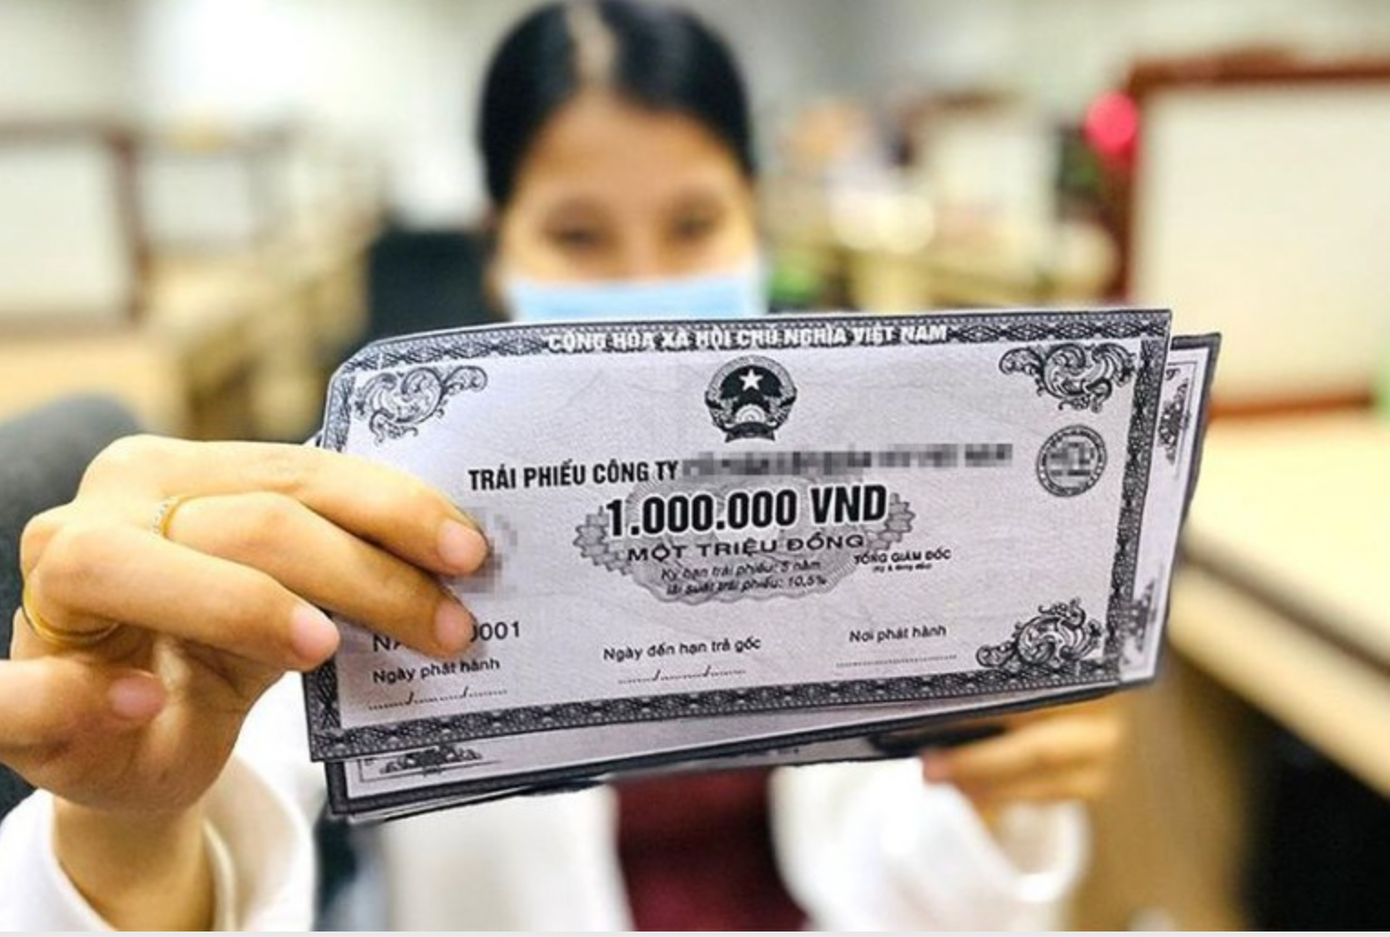 CỘNG HÒA XÃ HỘI CHỦ NGHĨA VIỆT NAM
TRÁI PHIẾU CÔNG TY
1.000.000 VND
MỘT TRIỆU ĐỒNG
Kỳ hạn trái phiếu: 5 năm
lãi suất trái phiếu: 10,5%
TỔNG GIÁM ĐỐC
0001
Ngày phát hành
Ngày đến hạn trả gốc
Nơi phát hành